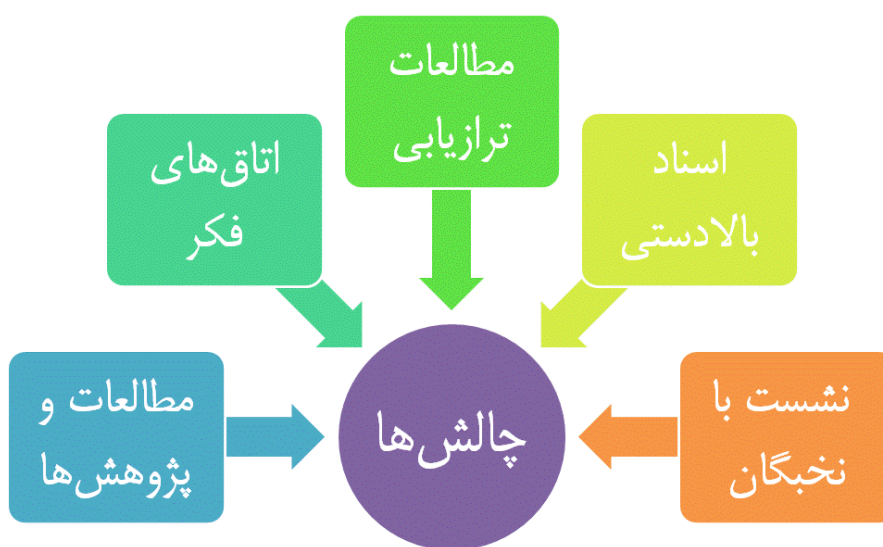 مطالعات
ترازیابی
اسناد
بالادستی
اتاق‌های
فکر
نشست با
نخبگان
چالش‌ها
مطالعات و
پژوهش‌ها